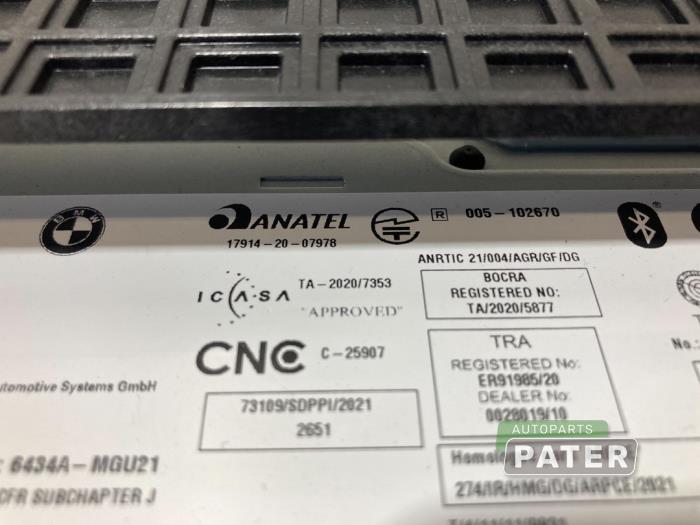 BMW
ANATEL
17914-20-07978
R 005-102670
ANRTIC 21/004/AGR/GF/DG
ICASA
TA-2020/7353
"APPROVED"
BOCRA
REGISTERED NO:
TA/2020/5877
CNC C-25907
TRA
REGISTERED No:
ER91985/20
DEALER No:
0028019/10
No.:
utomotive Systems GmbH
73109/SDPPI/2021
2651
: 6434A-MGU21
CFR SUBCHAPTER J
274/IR/HMG/DG/ARPCE/2021
AUTOPARTS
PATER